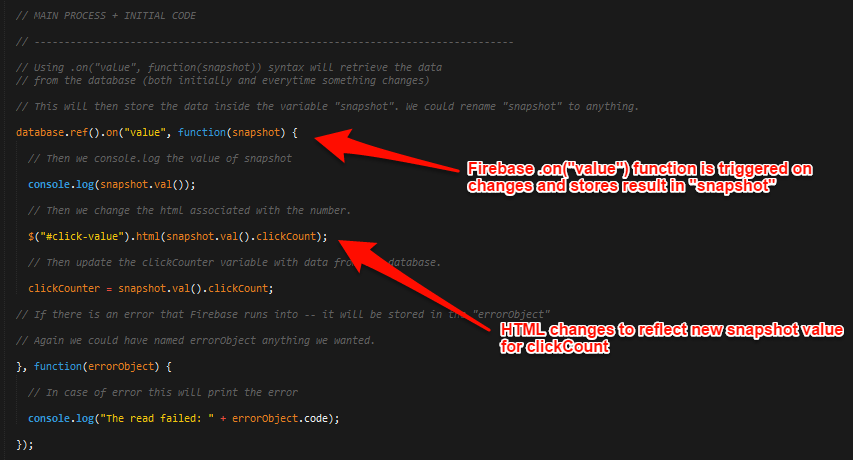 // MAIN PROCESS + INITIAL CODE
// --------------------------------------------------------------------------------
// Using .on("value", function(snapshot)) syntax will retrieve the data
// from the database (both initially and everytime something changes)
// This will then store the data inside the variable "snapshot". We could rename "snapshot" to anything.
database.ref().on("value", function(snapshot) {
// Then we console.log the value of snapshot
Firebase .on("value") function is triggered on
changes and stores result in "snapshot"
console.log(snapshot.val());
// Then we change the html associated with the number.
$("#click-value").html(snapshot.val().clickCount);
// Then update the clickCounter variable with data database.
clickCounter = snapshot.val().clickCount;
// If there is an error that Firebase runs into -- it will be stored in the "errorObject"
HTML changes to reflect new snapshot value
for clickCount
// Again we could have named errorObject anything we wanted.
}, function(errorObject) {
// In case of error this will print the error
console.log("The read failed: " + errorObject.code);
});